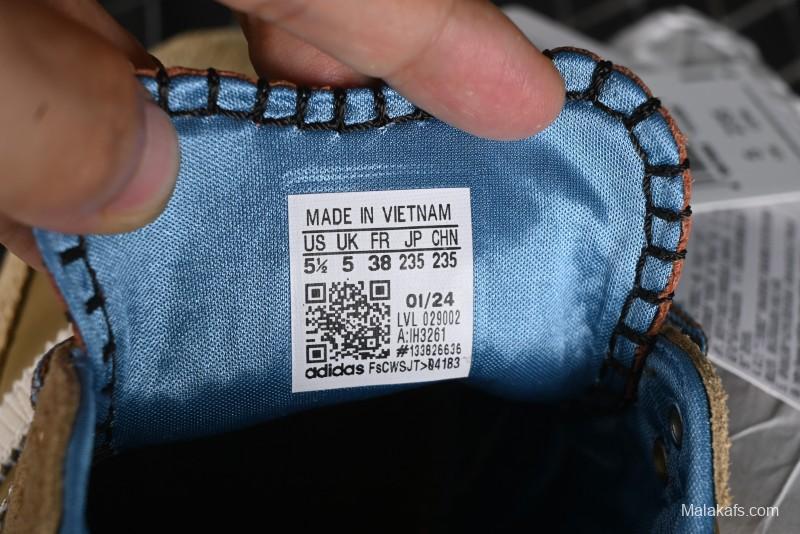 MADE IN VIETNAM
US UK FR JP CHN
5½ 5 38 235 235
01/24
LVL 029002
A:IH3261
#133826636
adidas FsCWSJT>04183
Malakafs.com